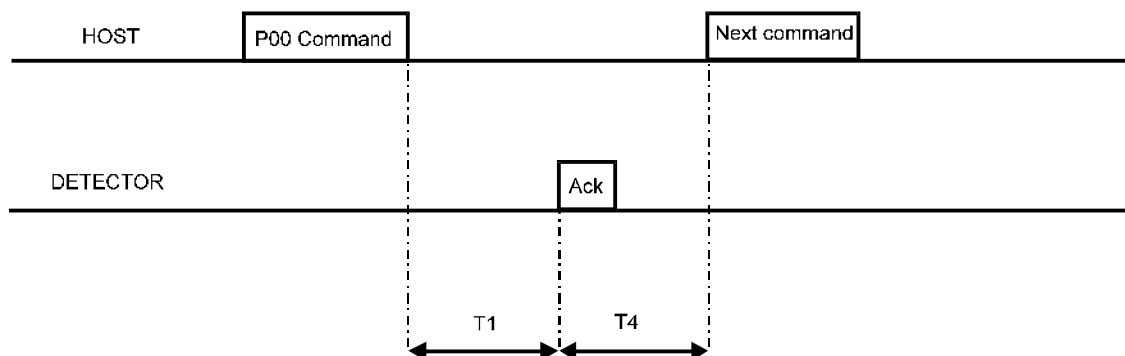 HOST
P00 Command
Next command
DETECTOR
Ack
T1
T4